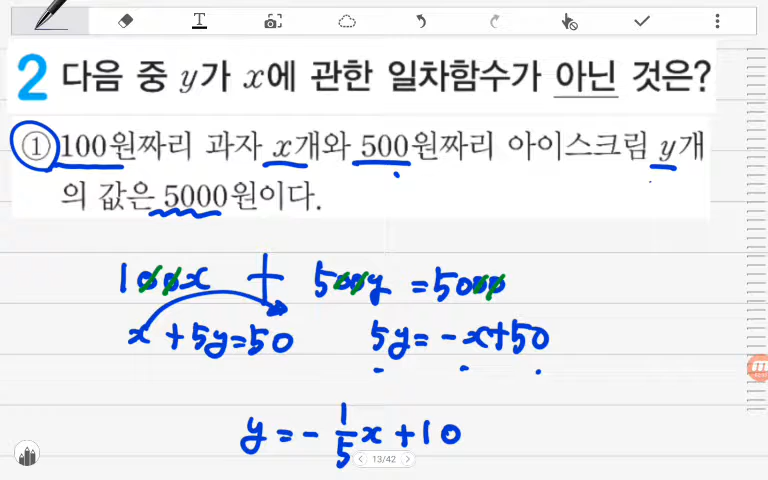 T
2 다음 중 y가 x에 관한 일차함수가 아닌 것은?
① 100원짜리 과자 x개와 500원짜리 아이스크림 y개
의 값은 5000원이다.
100x + 500y = 5000
x + 5y = 50 5y = -x + 50
y = - 1/5 x + 10
13/42